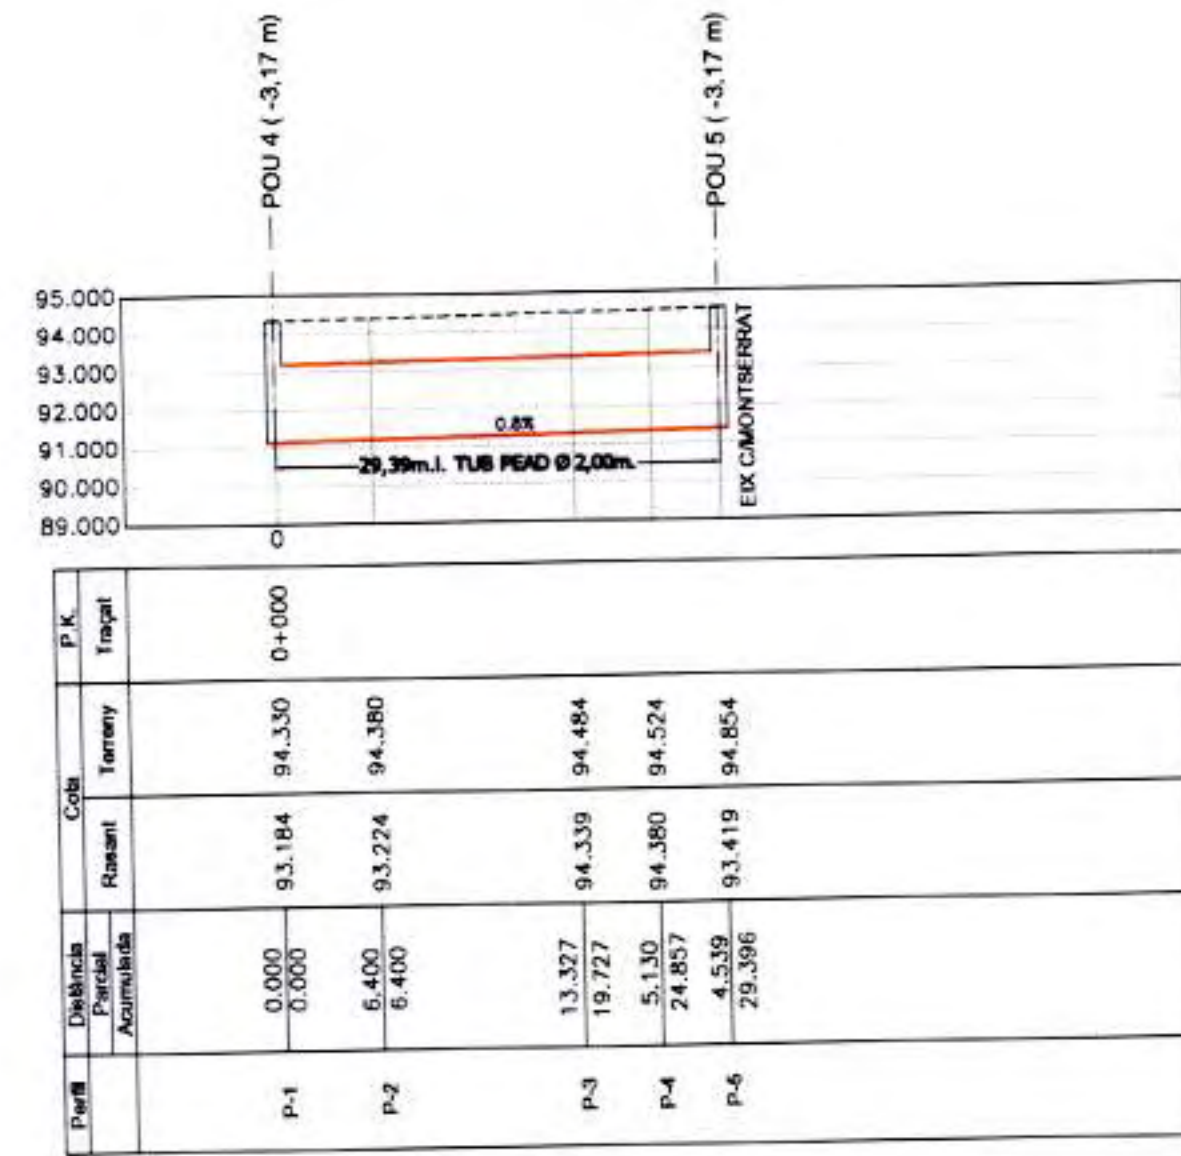 POU 4 ( -3,17 m)
POU 5 ( -3,17 m)
95.000
94.000
93.000
92.000
91.000
90.000
89.000
0.8%
29,39m.l. TUB PEAD Ø 2,00m.
EIX C/MONTSERRAT
0
P.K.
Traçat
0+000
Cota
Terreny
94.330
94.380
94.484
94.524
94.854
Rasant
93.184
93.224
94.339
94.380
93.419
Distància
Parcial
Acumulada
0.000
0.000
6.400
6.400
13.327
19.727
5.130
24.857
4.539
29.396
Perfil
P-1
P-2
P-3
P-4